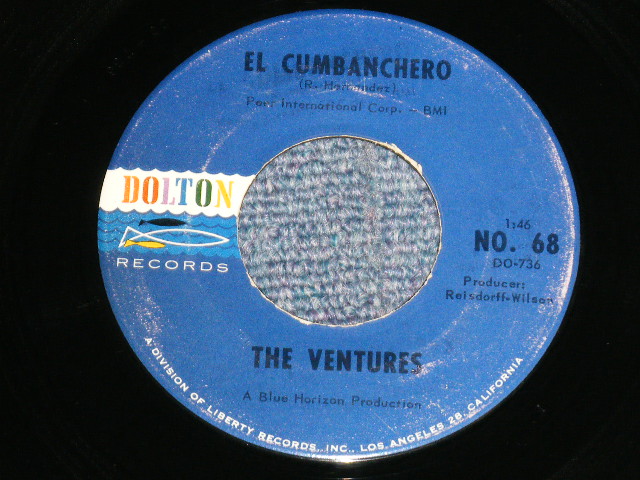 EL CUMBANCHERO
(R. Hernandez)
Peer International Corp. - BMI
DOLTON
RECORDS
1:46
NO. 68
DO-736
Producer:
Reisdorff-Wilson
THE VENTURES
A Blue Horizon Production
A DIVISION OF LIBERTY RECORDS, INC., LOS ANGELES 28, CALIFORNIA